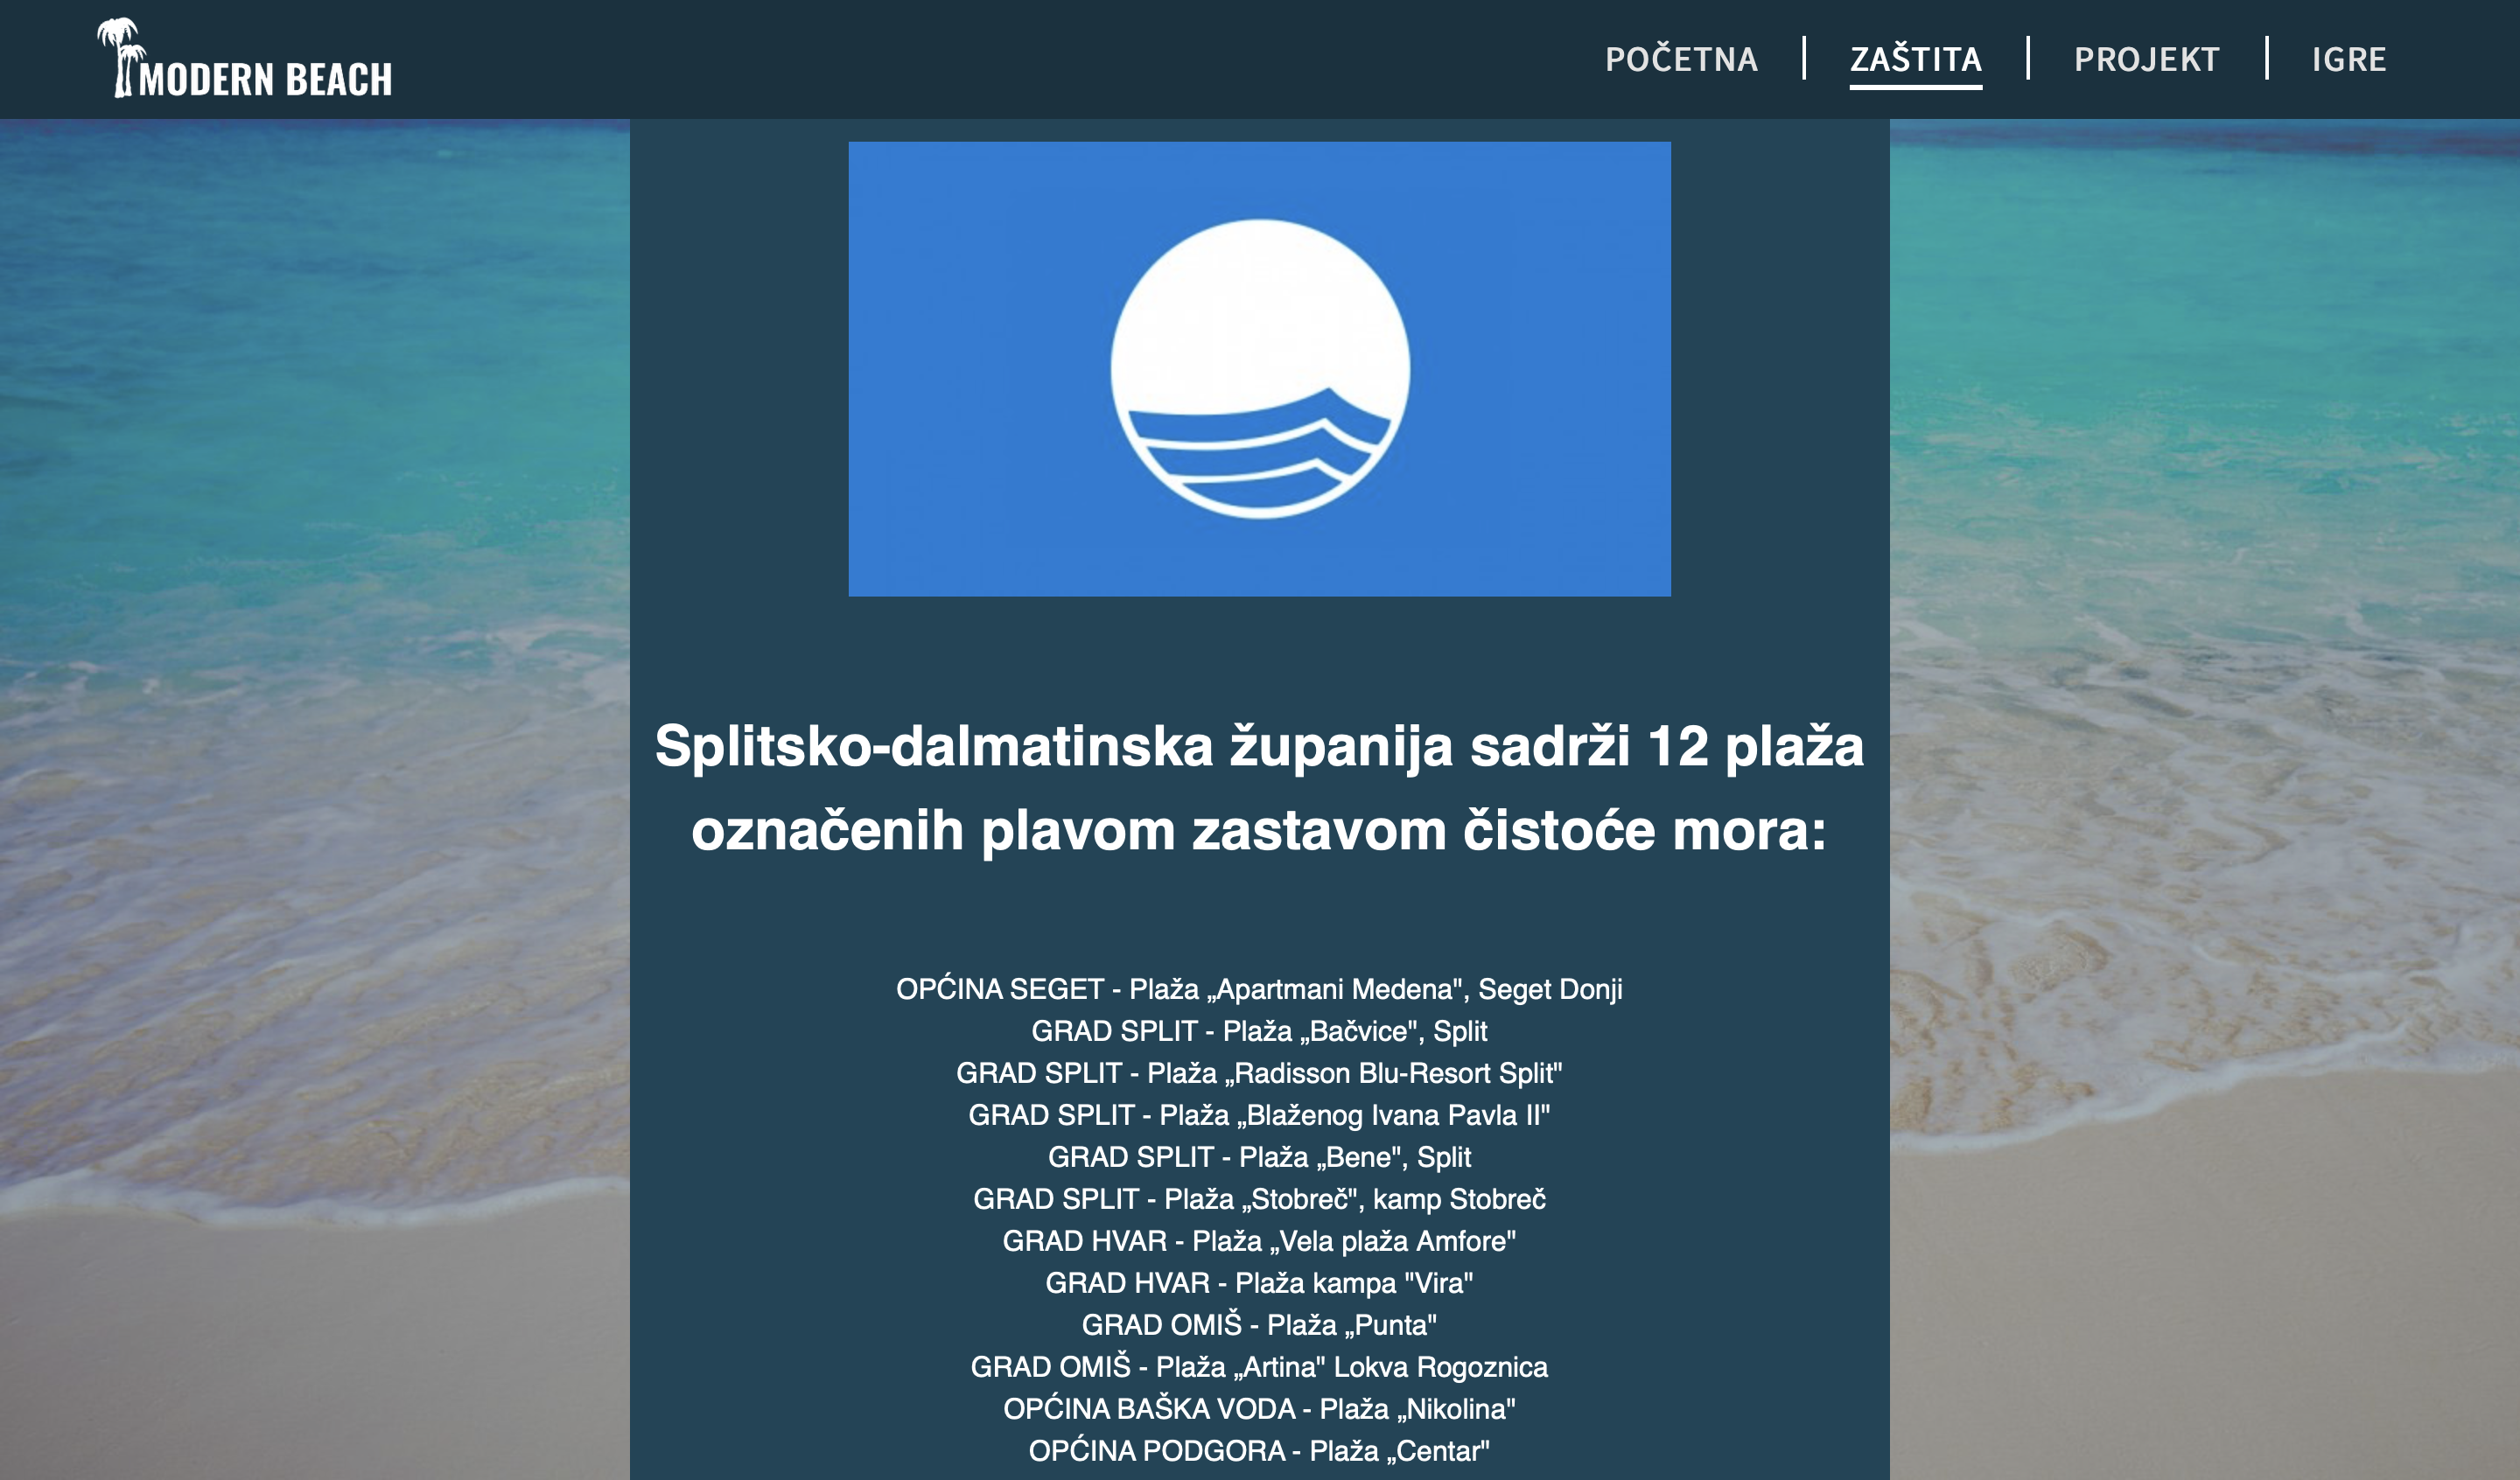 MODERN BEACH
POČETNA
ZAŠTITA
PROJEKT
IGRE
Splitsko-dalmatinska županija sadrži 12 plaža
označenih plavom zastavom čistoće mora:
OPĆINA SEGET - Plaža „Apartmani Medena", Seget Donji
GRAD SPLIT - Plaža „Bačvice", Split
GRAD SPLIT - Plaža „Radisson Blu-Resort Split"
GRAD SPLIT - Plaža „Blaženog Ivana Pavla II"
GRAD SPLIT - Plaža „Bene", Split
GRAD SPLIT - Plaža „Stobreč", kamp Stobreč
GRAD HVAR - Plaža „Vela plaža Amfore"
GRAD HVAR - Plaža kampa "Vira"
GRAD OMIŠ - Plaža „Punta"
GRAD OMIŠ - Plaža „Artina" Lokva Rogoznica
OPĆINA BAŠKA VODA - Plaža „Nikolina"
OPĆINA PODGORA - Plaža „Centar"